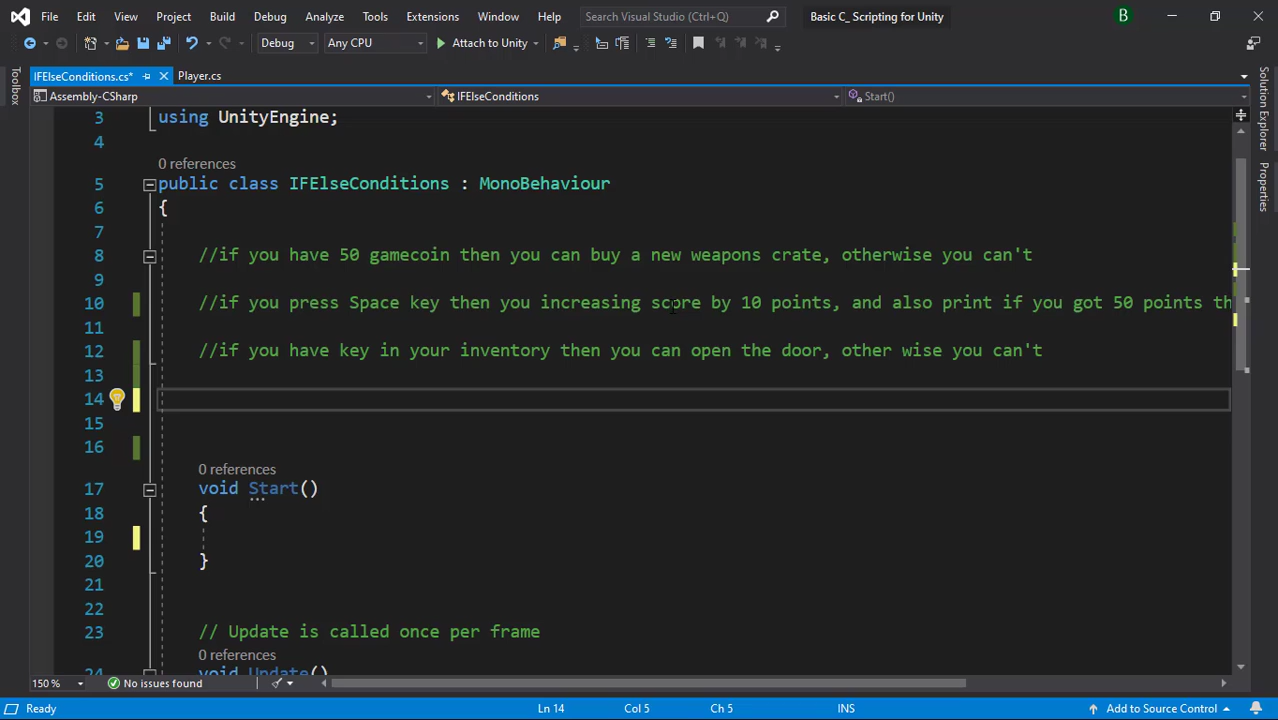 File Edit View Project Build Debug Analyze Tools Extensions Window Help Search Visual Studio (Ctrl+Q) Basic C_ Scripting for Unity B
Debug Any CPU Attach to Unity
IFElseConditions.cs* Player.cs
Assembly-CSharp IFElseConditions Start()
Toolbox
Solution Explorer
Properties
3 using UnityEngine;
4
0 references
5 public class IFElseConditions : MonoBehaviour
6 {
7
8 //if you have 50 gamecoin then you can buy a new weapons crate, otherwise you can't
9
10 //if you press Space key then you increasing score by 10 points, and also print if you got 50 points th
11
12 //if you have key in your inventory then you can open the door, other wise you can't
13
14
15
16
0 references
17 void Start()
18 {
19
20 }
21
22
23 // Update is called once per frame
0 references
24 void Update()
150 % No issues found
Ready Ln 14 Col 5 Ch 5 INS Add to Source Control